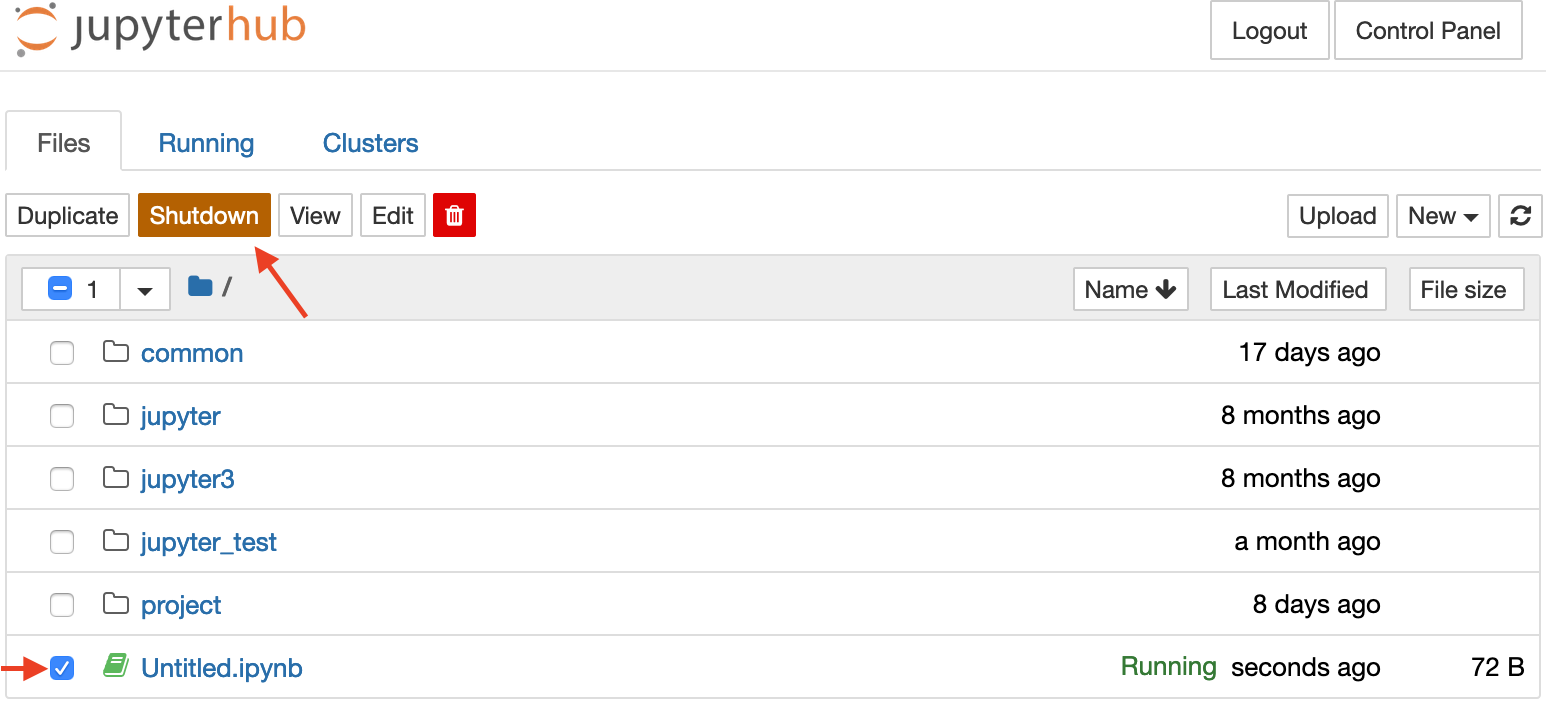 jupyterhub
Logout Control Panel
Files Running Clusters
Duplicate Shutdown View Edit Upload New
1 / Name Last Modified File size
common 17 days ago
jupyter 8 months ago
jupyter3 8 months ago
jupyter_test a month ago
project 8 days ago
Untitled.ipynb Running seconds ago 72 B